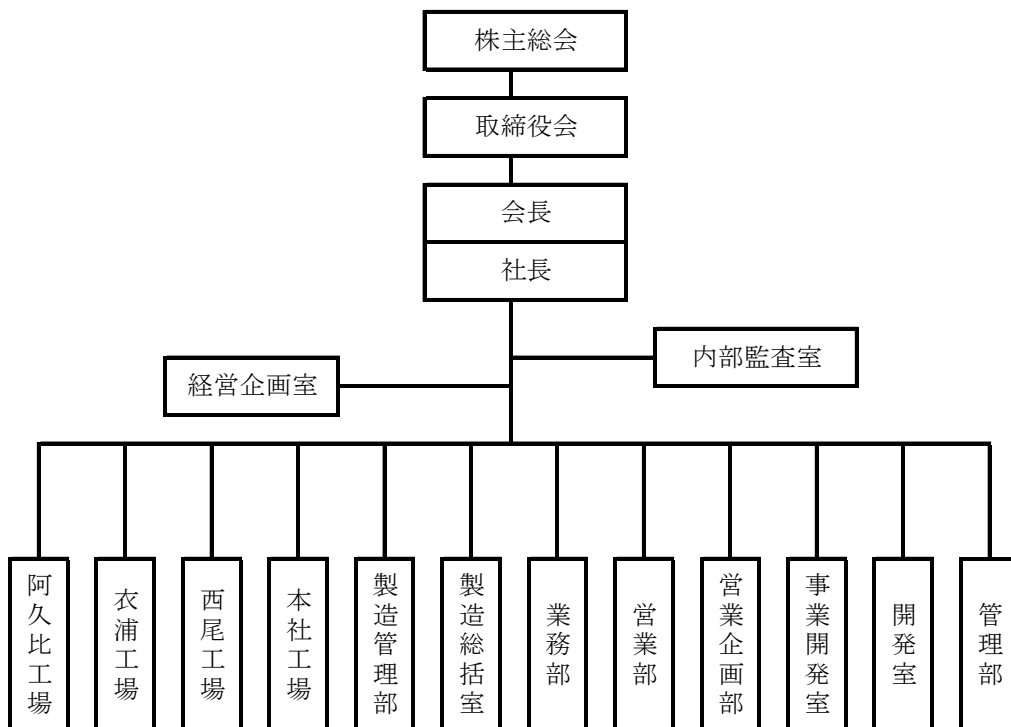 株主総会
取締役会
会長
社長
内部監査室
経営企画室
阿久比工場
衣浦工場
西尾工場
本社工場
製造管理部
製造総括室
業務部
営業部
営業企画部
事業開発室
開発室
管理部